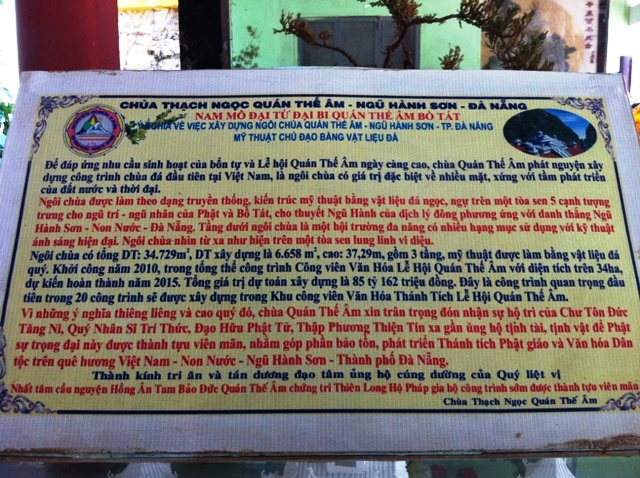 CHÙA THẠCH NGỌC QUÁN THẾ ÂM - NGŨ HÀNH SƠN - ĐÀ NẴNG
NAM MÔ ĐẠI TỪ ĐẠI BI QUÁN THẾ ÂM BỒ TÁT
Ý NGHĨA VỀ VIỆC XÂY DỰNG NGÔI CHÙA QUÁN THẾ ÂM - NGŨ HÀNH SƠN - TP. ĐÀ NẴNG
MỸ THUẬT CHỦ ĐẠO BẰNG VẬT LIỆU ĐÁ
Để đáp ứng nhu cầu sinh hoạt của bổn tự và Lễ hội Quán Thế Âm ngày càng cao, chùa Quán Thế Âm phát nguyện xây
dựng công trình chùa đá đầu tiên tại Việt Nam, là ngôi chùa có giá trị đặc biệt về nhiều mặt, xứng với tầm phát triển
của đất nước và thời đại.
Ngôi chùa được làm theo dạng truyền thống, kiến trúc mỹ thuật bằng vật liệu đá ngọc, ngự trên một tòa sen 5 cạnh tượng
trưng cho ngũ trí - ngũ nhãn của Phật và Bồ Tát, cho thuyết Ngũ Hành của dịch lý đông phương ứng với danh thắng Ngũ
Hành Sơn - Non Nước - Đà Nẵng. Tầng dưới ngôi chùa là một hội trường đa năng có nhiều hạng mục sử dụng với kỹ thuật
ánh sáng hiện đại. Ngôi chùa nhìn từ xa như hiện trên một tòa sen lung linh vi diệu.
Ngôi chùa có tổng DT: 34.729m², DT xây dựng là 6.658 m², cao: 37,29m, gồm 3 tầng, mỹ thuật được làm bằng vật liệu đá
quý. Khởi công năm 2010, trong tổng thể công trình Công viên Văn Hóa Lễ Hội Quán Thế Âm với diện tích trên 34ha,
dự kiến hoàn thành năm 2015. Tổng giá trị dự toán xây dựng là 85 tỷ 162 triệu đồng. Đây là công trình quan trọng đầu
tiên trong 20 công trình sẽ được xây dựng trong Khu công viên Văn Hóa Thánh Tích Lễ Hội Quán Thế Âm.
Vì những ý nghĩa thiêng liêng và cao quý đó, chùa Quán Thế Âm xin trân trọng đón nhận sự hộ trì của Chư Tôn Đức
Tăng Ni, Quý Nhân Sĩ Trí Thức, Đạo Hữu Phật Tử, Thập Phương Thiện Tín xa gần ủng hộ tịnh tài, tịnh vật để Phật
sự trọng đại này được thành tựu viên mãn, nhằm góp phần bảo tồn, phát triển Thánh tích Phật giáo và Văn hóa Dân
tộc trên quê hương Việt Nam - Non Nước - Ngũ Hành Sơn - Thành phố Đà Nẵng.
Thành kính tri ân và tán dương đạo tâm ủng hộ cúng dường của Quý liệt vị
Nhất tâm cầu nguyện Hồng Ân Tam Bảo Đức Quán Thế Âm chứng tri Thiên Long Hộ Pháp gia hộ công trình sớm được thành tựu viên mãn
Chùa Thạch Ngọc Quán Thế Âm